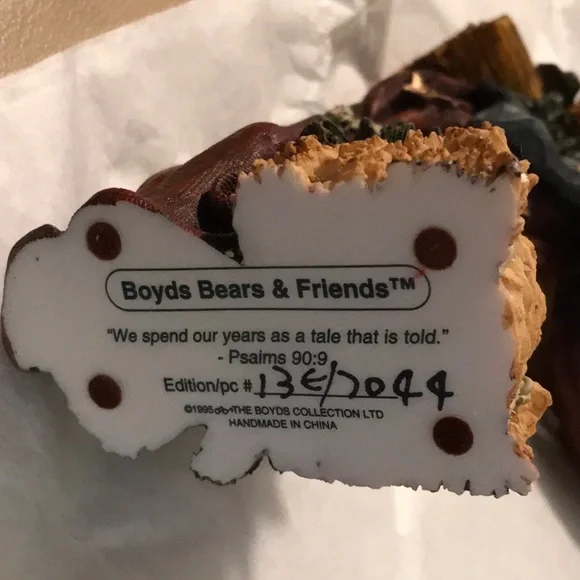 Boyds Bears & Friends™
“We spend our years as a tale that is told.”
- Psalms 90:9
Edition/pc # 13E/7044
©1995 THE BOYDS COLLECTION LTD
HANDMADE IN CHINA